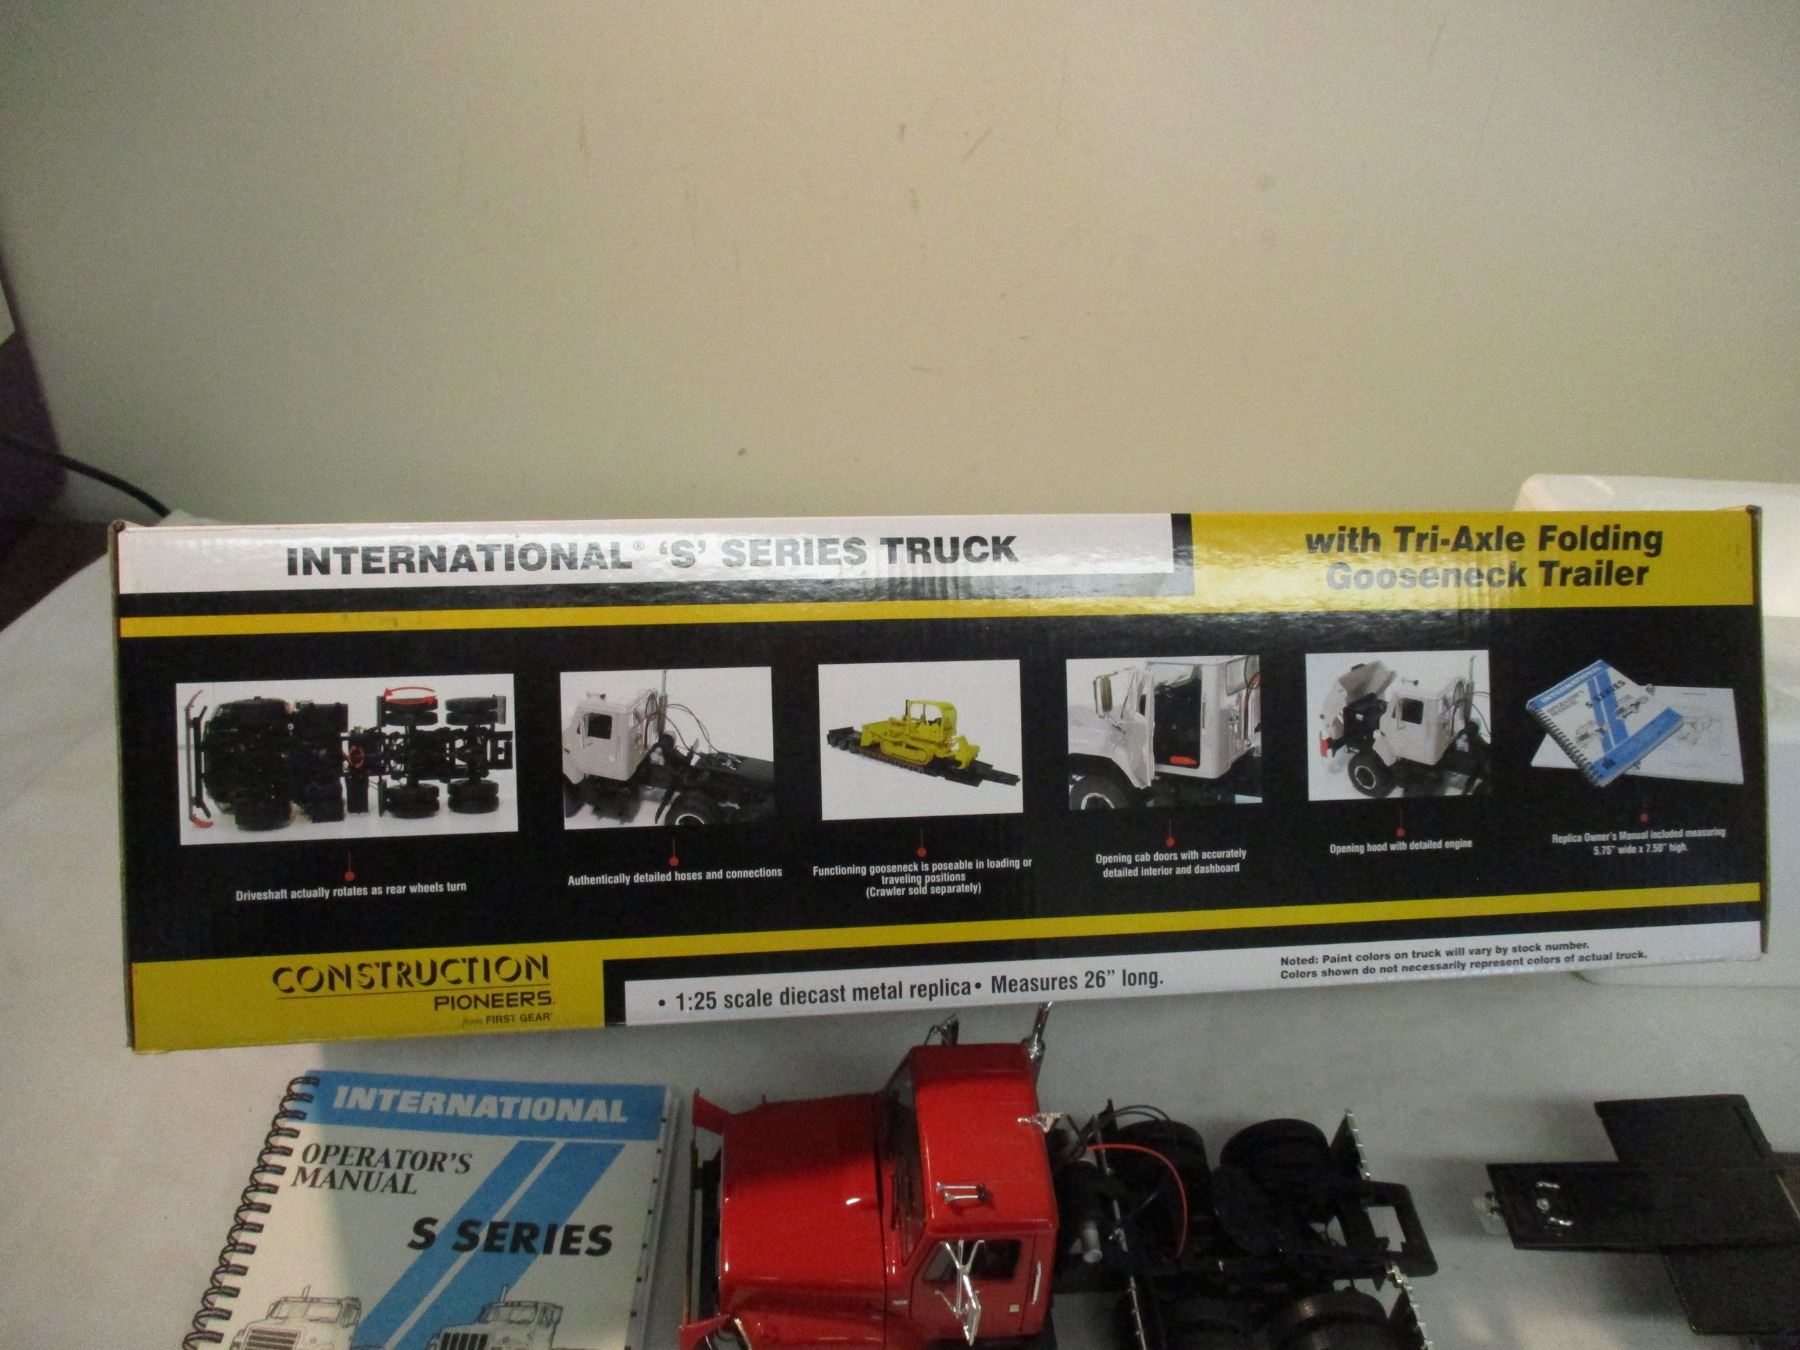 INTERNATIONAL® 'S' SERIES TRUCK
with Tri-Axle Folding
Gooseneck Trailer
Driveshaft actually rotates as rear wheels turn
Authentically detailed hoses and connections
Functioning gooseneck is poseable in loading or
traveling positions
(Crawler sold separately)
Opening cab doors with accurately
detailed interior and dashboard
Opening hood with detailed engine
INTERNATIONAL
S SERIES
Replica Owner's Manual included measuring
5.75" wide x 7.50" high.
CONSTRUCTION
PIONEERS
from FIRST GEAR
• 1:25 scale diecast metal replica • Measures 26" long.
Noted: Paint colors on truck will vary by stock number.
Colors shown do not necessarily represent colors of actual truck.
INTERNATIONAL
OPERATOR'S
MANUAL
S SERIES